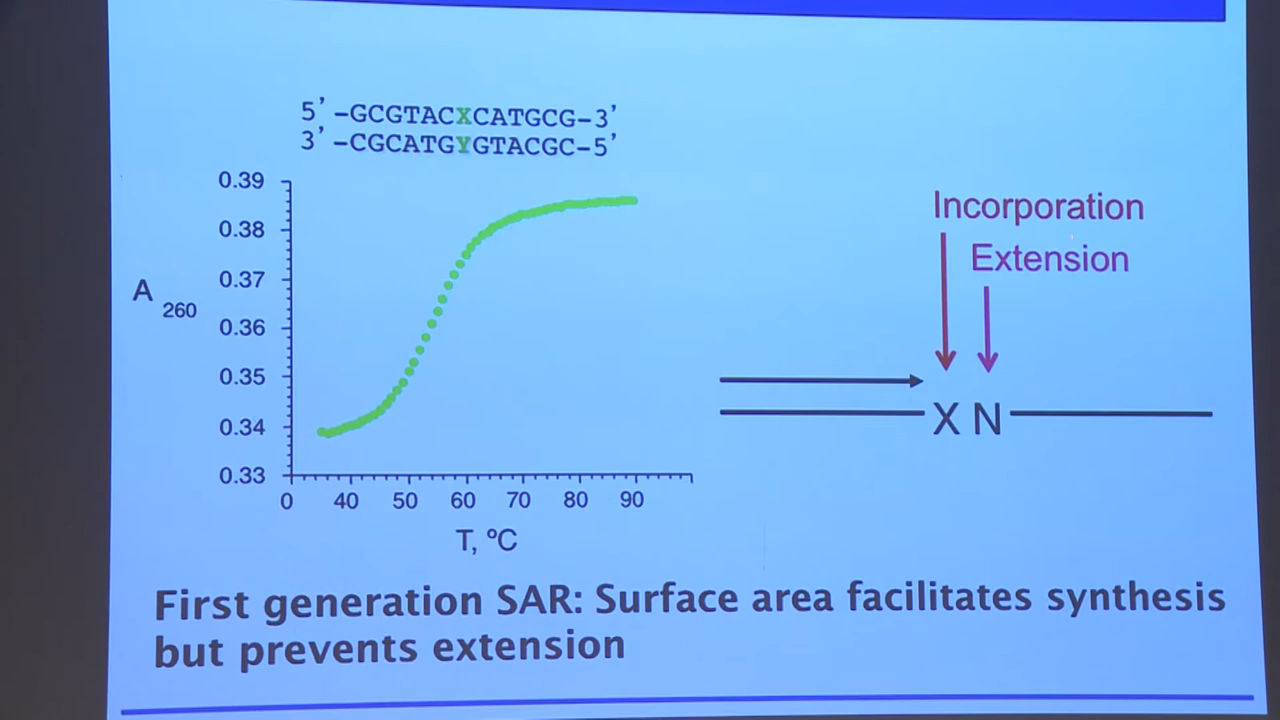 5'-GCGTACXCATGCG-3'
3'-CGCATGYGTACGC-5'
0.39
0.38
0.37
0.36
0.35
0.34
0.33
A 260
0 40 50 60 70 80 90
T, ºC
Incorporation
Extension
X N
First generation SAR: Surface area facilitates synthesis
but prevents extension